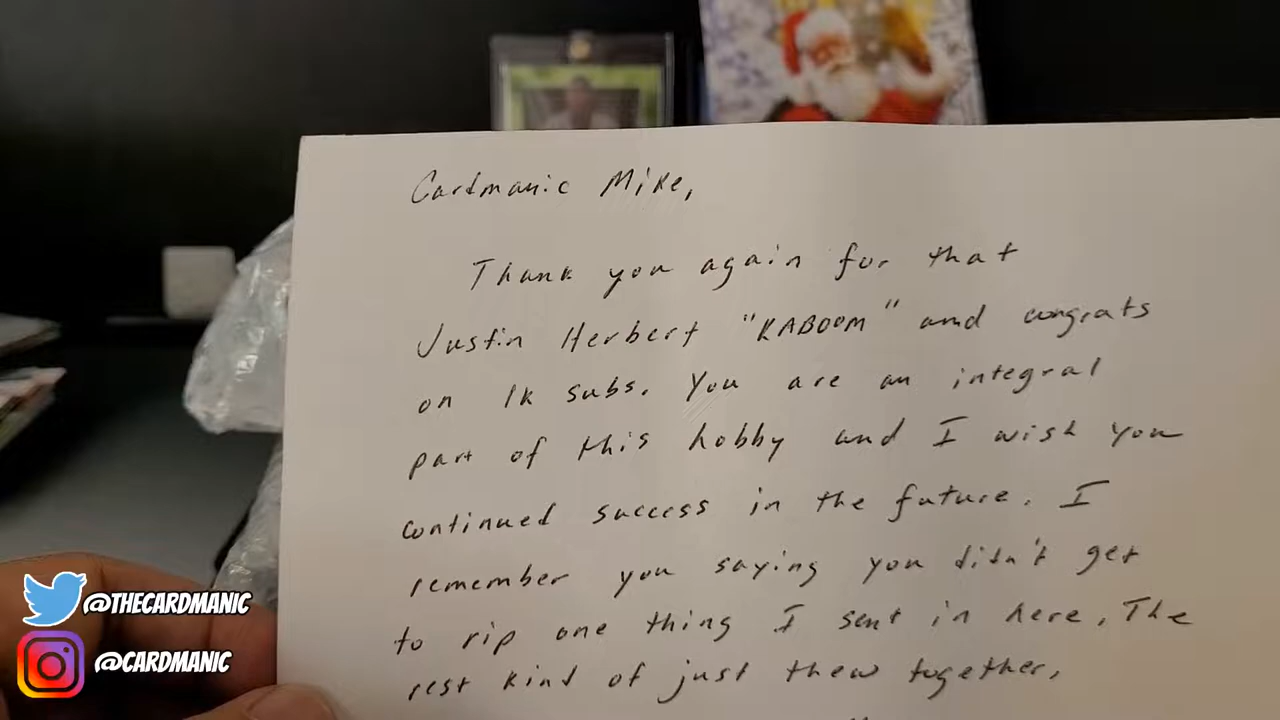 Cardmanic Mike,
Thank you again for that
Justin Herbert "KABOOM" and congrats
on 1k subs. You are an integral
part of this hobby and I wish you
continued success in the future. I
remember you saying you didn't get
to rip one thing I sent in here. The
rest kind of just thew together,
@THECARDMANIC
@CARDMANIC